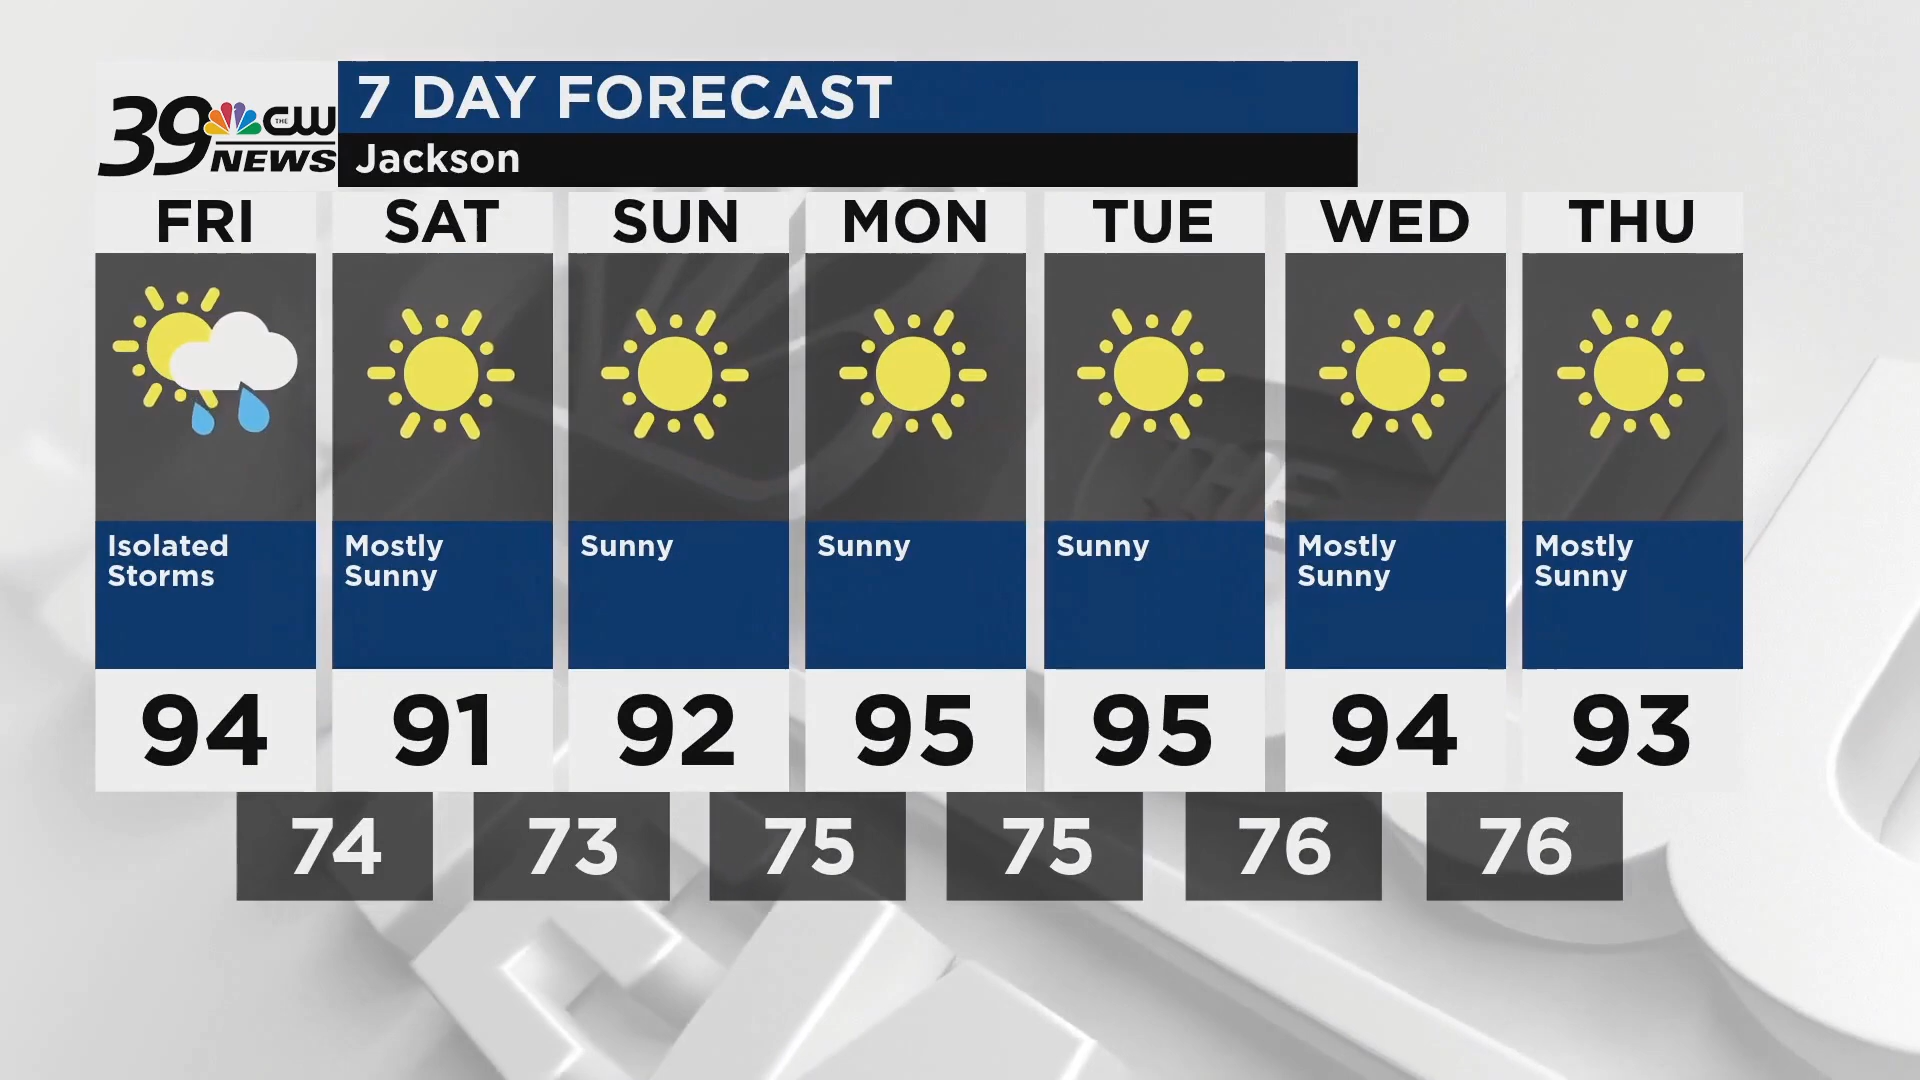 39 THE CW
NEWS
7 DAY FORECAST
Jackson
FRI SAT SUN MON TUE WED THU
Isolated
Storms
Mostly
Sunny
Sunny
Sunny
Sunny
Mostly
Sunny
Mostly
Sunny
94 91 92 95 95 94 93
74 73 75 75 76 76
THE